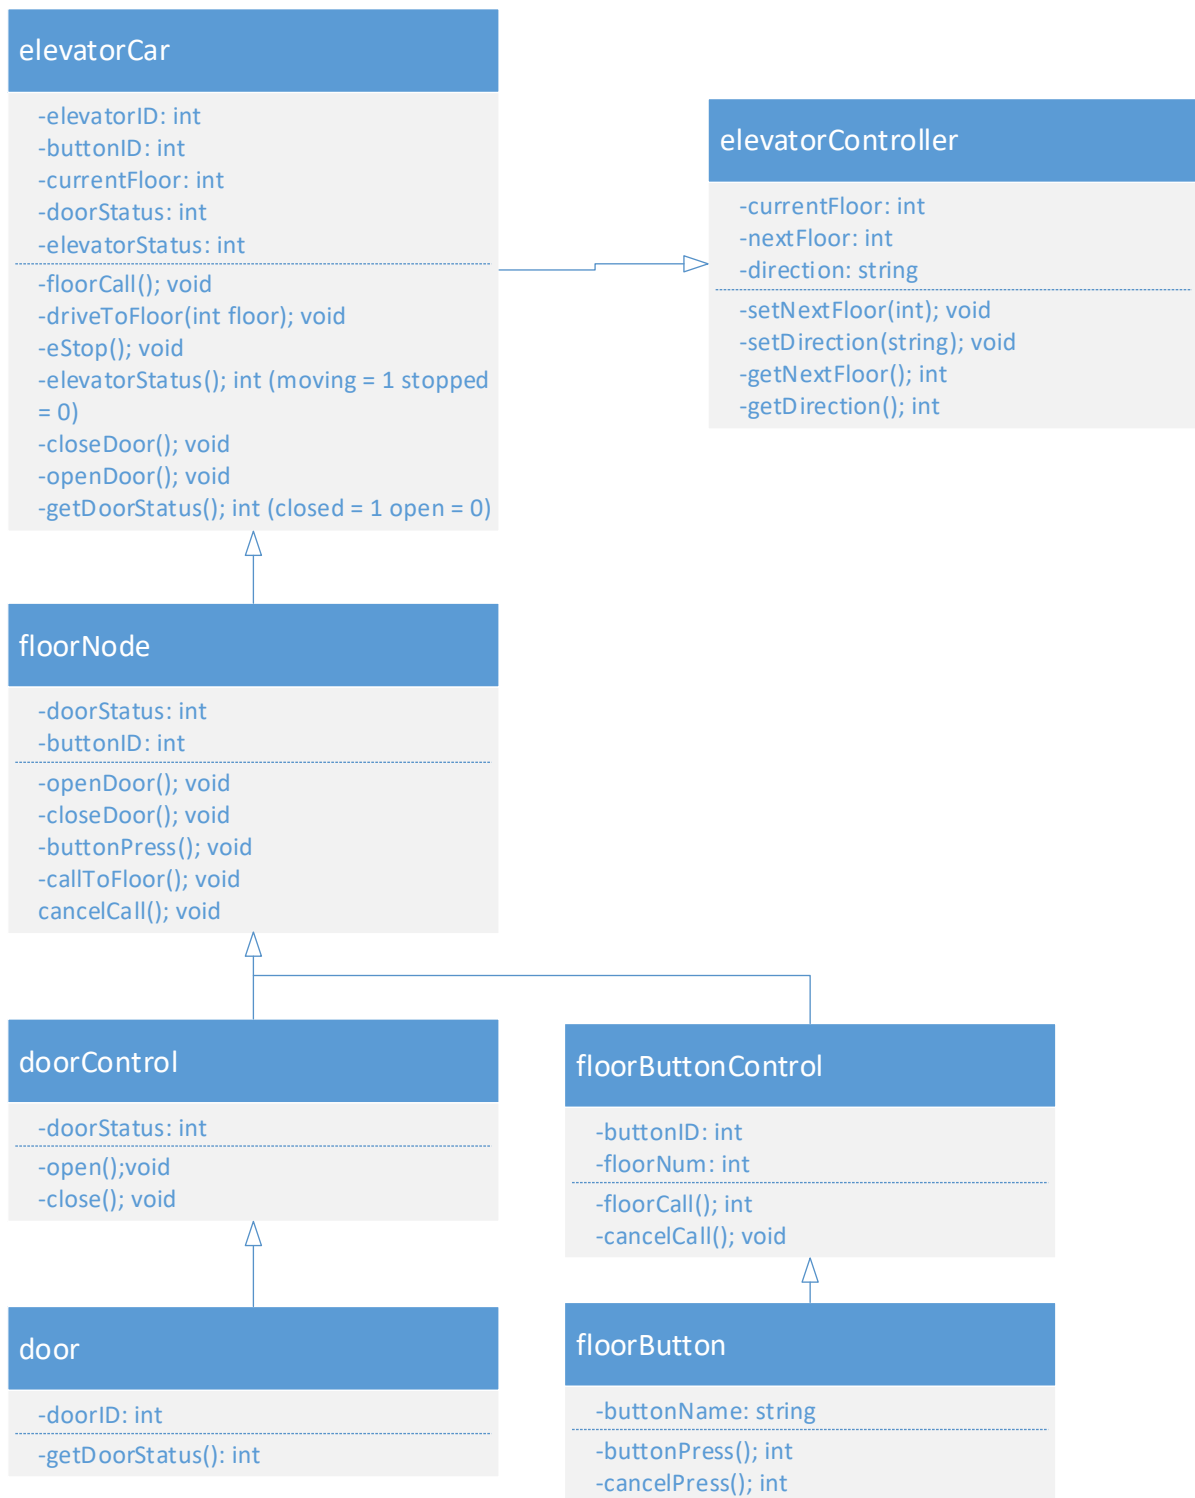 elevatorCar
-elevatorID: int
-buttonID: int
-currentFloor: int
-doorStatus: int
-elevatorStatus: int
-floorCall(); void
-driveToFloor(int floor); void
-eStop(); void
-elevatorStatus(); int (moving = 1 stopped
= 0)
-closeDoor(); void
-openDoor(); void
-getDoorStatus(); int (closed = 1 open = 0)
elevatorController
-currentFloor: int
-nextFloor: int
-direction: string
-setNextFloor(int); void
-setDirection(string); void
-getNextFloor(); int
-getDirection(); int
floorNode
-doorStatus: int
-buttonID: int
-openDoor(); void
-closeDoor(); void
-buttonPress(); void
-callToFloor(); void
cancelCall(); void
doorControl
-doorStatus: int
-open();void
-close(); void
floorButtonControl
-buttonID: int
-floorNum: int
-floorCall(); int
-cancelCall(); void
door
-doorID: int
-getDoorStatus(): int
floorButton
-buttonName: string
-buttonPress(); int
-cancelPress(); int